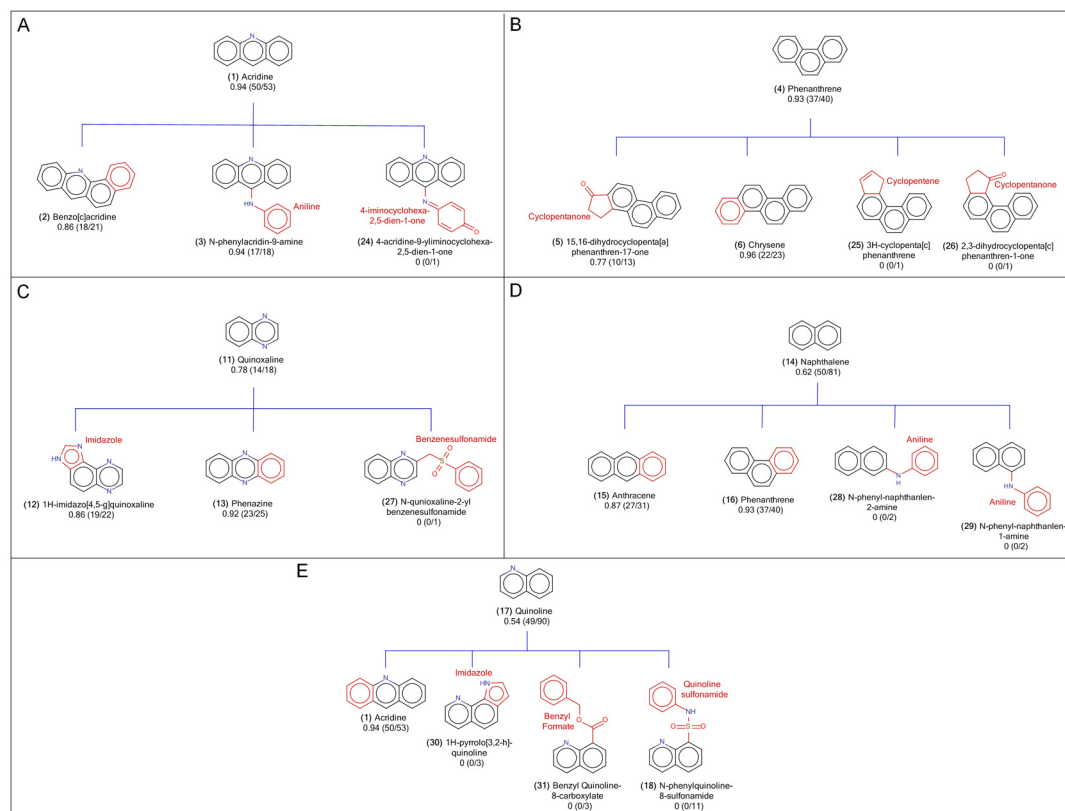 A
N
(1) Acridine
0.94 (50/53)
N
(2) Benzo[c]acridine
0.86 (18/21)
N
HN
Aniline
(3) N-phenylacridin-9-amine
0.94 (17/18)
N
N
4-iminocyclohexa-
2,5-dien-1-one
O
(24) 4-acridine-9-yliminocyclohexa-
2,5-dien-1-one
0 (0/1)
B
(4) Phenanthrene
0.93 (37/40)
O
Cyclopentanone
(5) 15,16-dihydrocyclopenta[a]
phenanthren-17-one
0.77 (10/13)
(6) Chrysene
0.96 (22/23)
Cyclopentene
(25) 3H-cyclopenta[c]
phenanthrene
0 (0/1)
O
Cyclopentanone
(26) 2,3-dihydrocyclopenta[c]
phenanthren-1-one
0 (0/1)
C
N
N
(11) Quinoxaline
0.78 (14/18)
Imidazole
N
HN
N
N
(12) 1H-imidazo[4,5-g]quinoxaline
0.86 (19/22)
N
N
(13) Phenazine
0.92 (23/25)
Benzenesulfonamide
N
O
S
O
N
(27) N-qunioxaline-2-yl
benzenesulfonamide
0 (0/1)
D
(14) Naphthalene
0.62 (50/81)
(15) Anthracene
0.87 (27/31)
(16) Phenanthrene
0.93 (37/40)
Aniline
N
H
(28) N-phenyl-naphthanlen-
2-amine
0 (0/2)
NH
Aniline
(29) N-phenyl-naphthanlen-
1-amine
0 (0/2)
E
N
(17) Quinoline
0.54 (49/90)
N
(1) Acridine
0.94 (50/53)
Imidazole
HN
N
(30) 1H-pyrrolo[3,2-h]-
quinoline
0 (0/3)
Benzyl
Formate
O
O
N
(31) Benzyl Quinoline-
8-carboxylate
0 (0/3)
Quinoline
sulfonamide
NH
O
S
O
N
(18) N-phenylquinoline-
8-sulfonamide
0 (0/11)